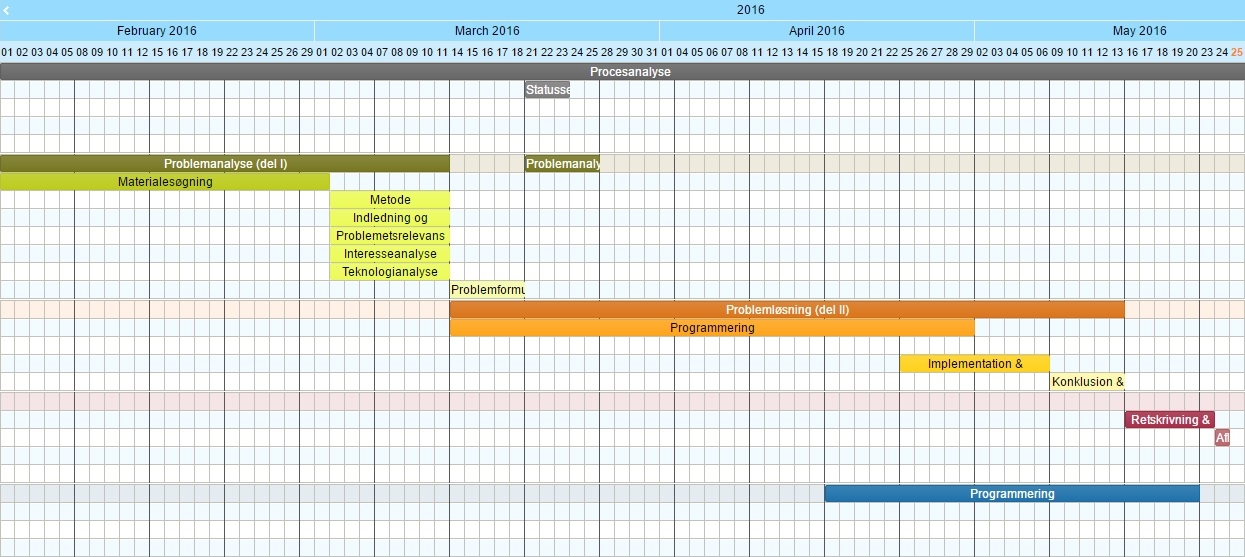 2016
February 2016 March 2016 April 2016 May 2016
01 02 03 04 05 08 09 10 11 12 15 16 17 18 19 22 23 24 25 26 29 01 02 03 04 07 08 09 10 11 14 15 16 17 18 21 22 23 24 25 28 29 30 31 01 04 05 06 07 08 11 12 13 14 15 18 19 20 21 22 25 26 27 28 29 02 03 04 05 06 09 10 11 12 13 16 17 18 19 20 23 24 25
Procesanalyse
Statusse
Problemanalyse (del I) Problemanaly
Materialesøgning
Metode
Indledning og
Problemetsrelevans
Interesseanalyse
Teknologianalyse
Problemformu
Problemløsning (del II)
Programmering
Implementation &
Konklusion &
Retskrivning &
Afl
Programmering